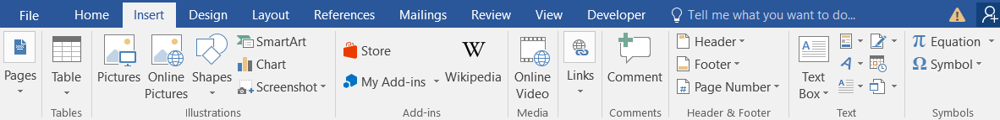 File Home Insert Design Layout References Mailings Review View Developer Tell me what you want to do...
Pages
Table
Tables
Pictures
Online
Pictures
Shapes
SmartArt
Chart
Screenshot
Illustrations
Store
My Add-ins
W
Wikipedia
Add-ins
Online
Video
Media
Links
Comment
Comments
Header
Footer
Page Number
Header & Footer
Text
Box
Text
π Equation
Ω Symbol
Symbols